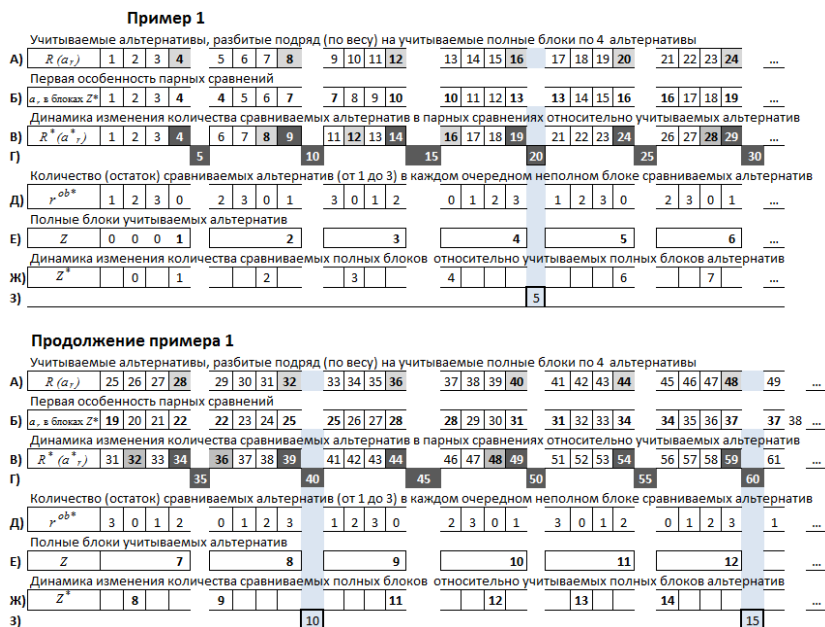 Пример 1
Учитываемые альтернативы, разбитые подряд (по весу) на учитываемые полные блоки по 4 альтернативы
А) R (aᵣ) 1 2 3 4 5 6 7 8 9 10 11 12 13 14 15 16 17 18 19 20 21 22 23 24 ...
Первая особенность парных сравнений
Б) a, в блоках Z* 1 2 3 4 4 5 6 7 7 8 9 10 10 11 12 13 13 14 15 16 16 17 18 19 ...
Динамика изменения количества сравниваемых альтернатив в парных сравнениях относительно учитываемых альтернатив
В) R*(a*ᵣ) 1 2 3 4 6 7 8 9 11 12 13 14 16 17 18 19 21 22 23 24 26 27 28 29 ...
Г) 5 10 15 20 25 30
Количество (остаток) сравниваемых альтернатив (от 1 до 3) в каждом очередном неполном блоке сравниваемых альтернатив
Д) r^ob* 1 2 3 0 2 3 0 1 3 0 1 2 0 1 2 3 1 2 3 0 2 3 0 1 ...
Полные блоки учитываемых альтернатив
Е) Z 0 0 0 1 2 3 4 5 6 ...
Динамика изменения количества сравниваемых полных блоков относительно учитываемых полных блоков альтернатив
Ж) Z* 0 1 2 3 4 6 7 ...
З) 5
Продолжение примера 1
Учитываемые альтернативы, разбитые подряд (по весу) на учитываемые полные блоки по 4 альтернативы
А) R (aᵣ) 25 26 27 28 29 30 31 32 33 34 35 36 37 38 39 40 41 42 43 44 45 46 47 48 49 ...
Первая особенность парных сравнений
Б) a, в блоках Z* 19 20 21 22 22 23 24 25 25 26 27 28 28 29 30 31 31 32 33 34 34 35 36 37 37 38 ...
Динамика изменения количества сравниваемых альтернатив в парных сравнениях относительно учитываемых альтернатив
В) R*(a*ᵣ) 31 32 33 34 36 37 38 39 41 42 43 44 46 47 48 49 51 52 53 54 56 57 58 59 61 ...
Г) 35 40 45 50 55 60
Количество (остаток) сравниваемых альтернатив (от 1 до 3) в каждом очередном неполном блоке сравниваемых альтернатив
Д) r^ob* 3 0 1 2 0 1 2 3 1 2 3 0 2 3 0 1 3 0 1 2 0 1 2 3 1 ...
Полные блоки учитываемых альтернатив
Е) Z 7 8 9 10 11 12 ...
Динамика изменения количества сравниваемых полных блоков относительно учитываемых полных блоков альтернатив
Ж) Z* 8 9 11 12 13 14 ...
З) 10 15